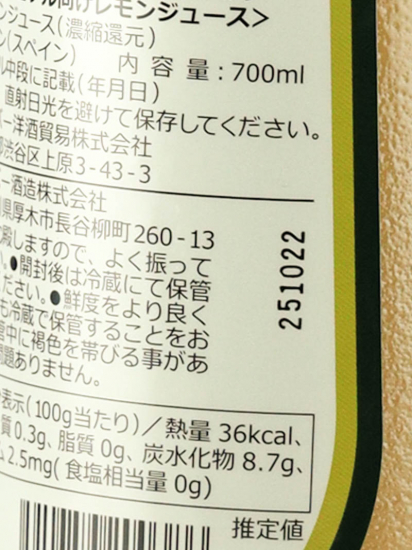 向けレモンジュース＞
ンジュース(濃縮還元)
ン(スペイン) 内容量:700ml
ル中段に記載(年月日)
直射日光を避けて保存してください。
ー洋酒貿易株式会社
都渋谷区上原3-43-3
ー酒造株式会社
県厚木市長谷柳町260-13
殿しますので、よく振って
い。●開封後は冷蔵にて保管
ださい。●鮮度をより良く
も冷蔵で保管することをお
管中に褐色を帯びる事があ
問題ありません。
251022
表示(100g当たり)／熱量 36kcal、
質 0.3g、脂質 0g、炭水化物 8.7g、
ム 2.5mg( 食塩相当量 0g)
推定値